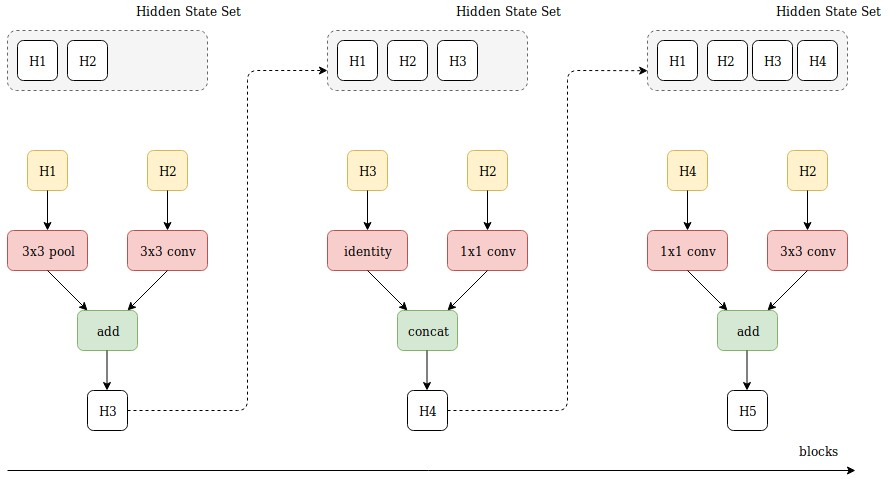 Hidden State Set
Hidden State Set
Hidden State Set
H1 H2
H1 H2 H3
H1 H2 H3 H4
H1 H2
H3 H2
H4 H2
3x3 pool 3x3 conv
identity 1x1 conv
1x1 conv 3x3 conv
add
concat
add
H3
H4
H5
blocks